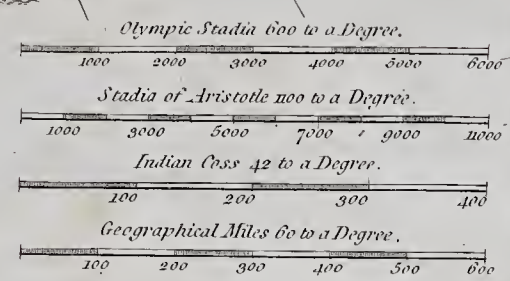 Olympic Stadia 600 to a Degree.
1000 2000 3000 4000 5000 6000
Stadia of Aristotle 1100 to a Degree.
1000 3000 5000 7000 9000 11000
Indian Coss 42 to a Degree.
100 200 300 400
Geographical Miles 60 to a Degree.
100 200 300 400 500 600